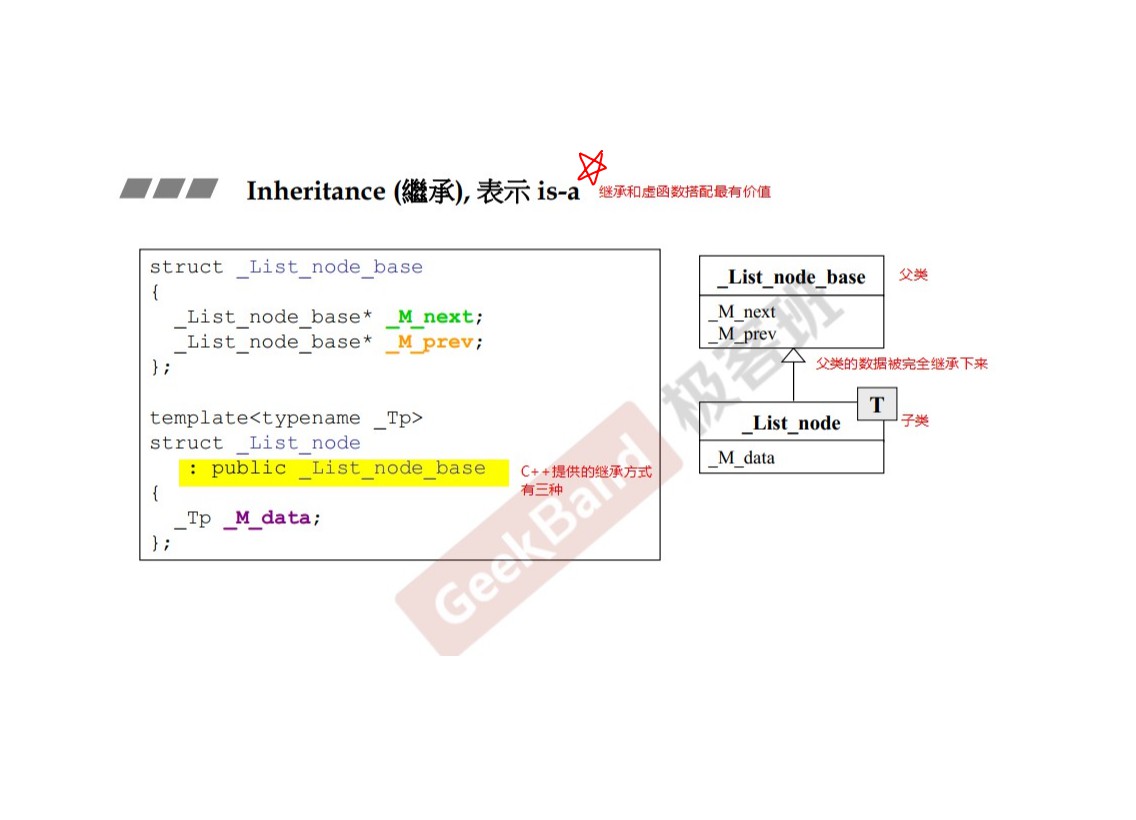 Inheritance (繼承), 表示 is-a
继承和虚函数搭配最有价值
struct _List_node_base
{
_List_node_base* _M_next;
_List_node_base* _M_prev;
};
template<typename _Tp>
struct _List_node
: public _List_node_base
{
_Tp _M_data;
};
C++提供的继承方式
有三种
_List_node_base
父类
_M_next
_M_prev
父类的数据被完全继承下来
T
_List_node
子类
_M_data
GeekBand 极客班